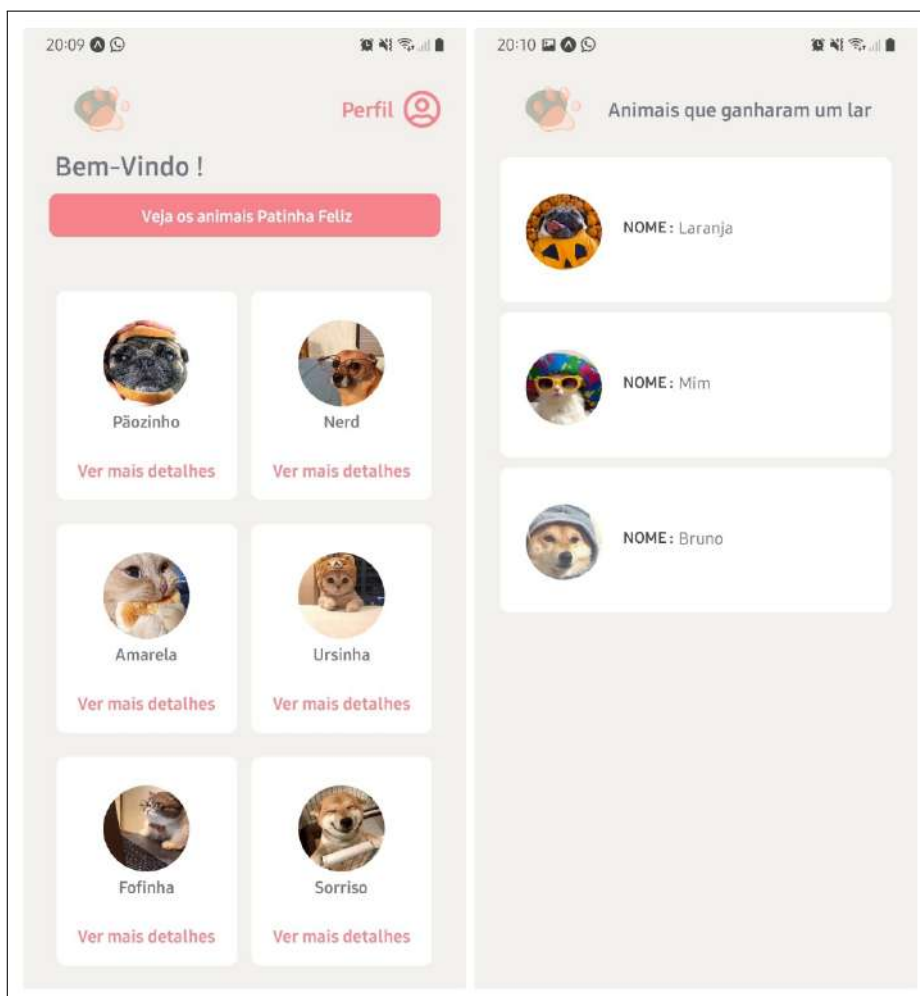 20:09
Perfil
Bem-Vindo !
Veja os animais Patinha Feliz
Pãozinho
Nerd
Ver mais detalhes
Ver mais detalhes
Amarela
Ursinha
Ver mais detalhes
Ver mais detalhes
Fofinha
Sorriso
Ver mais detalhes
Ver mais detalhes
20:10
Animais que ganharam um lar
NOME: Laranja
NOME: Mim
NOME: Bruno